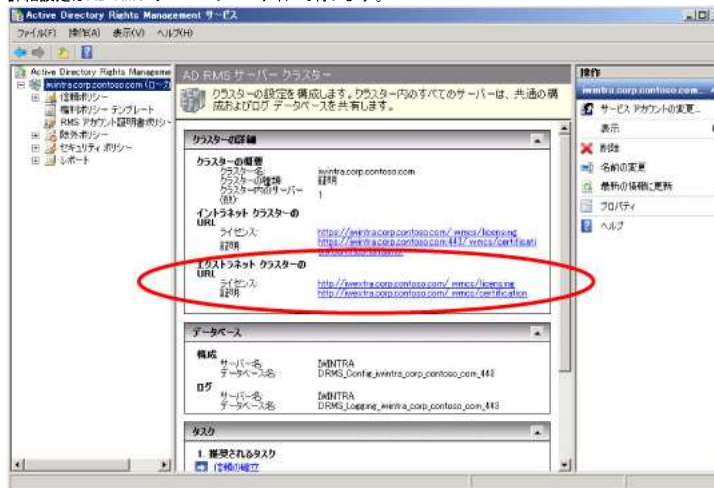 Active Directory Rights Management サービス
ファイル(F) 操作(A) 表示(V) ヘルプ(H)
Active Directory Rights Manageme
iwintra.corp.contoso.com (ローカ
信頼ポリシー
権利ポリシー テンプレート
RMS アカウント証明書ポリシー
除外ポリシー
セキュリティ ポリシー
レポート
AD RMS サーバー クラスター
クラスターの設定を構成します。クラスター内のすべてのサーバーは、共通の構
成およびログ データベースを共有します。
クラスターの詳細
クラスターの概要
クラスター名: iwintra.corp.contoso.com
クラスターの種類: 証明
クラスター内のサーバー
(数): 1
イントラネット クラスターの
URL
ライセンス: https://iwintra.corp.contoso.com/_wmcs/licensing
証明: https://iwintra.corp.contoso.com:443/_wmcs/certificati
エクストラネット クラスターの
URL
ライセンス: http://iwextra.corp.contoso.com/_wmcs/licensing
証明: http://iwextra.corp.contoso.com/_wmcs/certification
データベース
構成
サーバー名: IWINTRA
データベース名: DRMS_Config_iwintra_corp_contoso_com_443
ログ
サーバー名: IWINTRA
データベース名: DRMS_Logging_iwintra_corp_contoso_com_443
タスク
1. 推奨されるタスク
信頼の確立
操作
iwintra.corp.contoso.com...
サービス アカウントの変更...
表示
削除
名前の変更
最新の情報に更新
プロパティ
ヘルプ